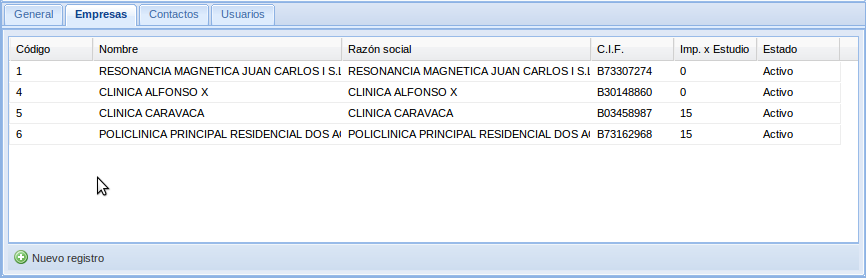 General Empresas Contactos Usuarios
Código Nombre Razón social C.I.F. Imp. x Estudio Estado
1 RESONANCIA MAGNETICA JUAN CARLOS I S.L RESONANCIA MAGNETICA JUAN CARLOS I S.L B73307274 0 Activo
4 CLINICA ALFONSO X CLINICA ALFONSO X B30148860 0 Activo
5 CLINICA CARAVACA CLINICA CARAVACA B03458987 15 Activo
6 POLICLINICA PRINCIPAL RESIDENCIAL DOS POLICLINICA PRINCIPAL RESIDENCIAL DOS B73162968 15 Activo
Nuevo registro